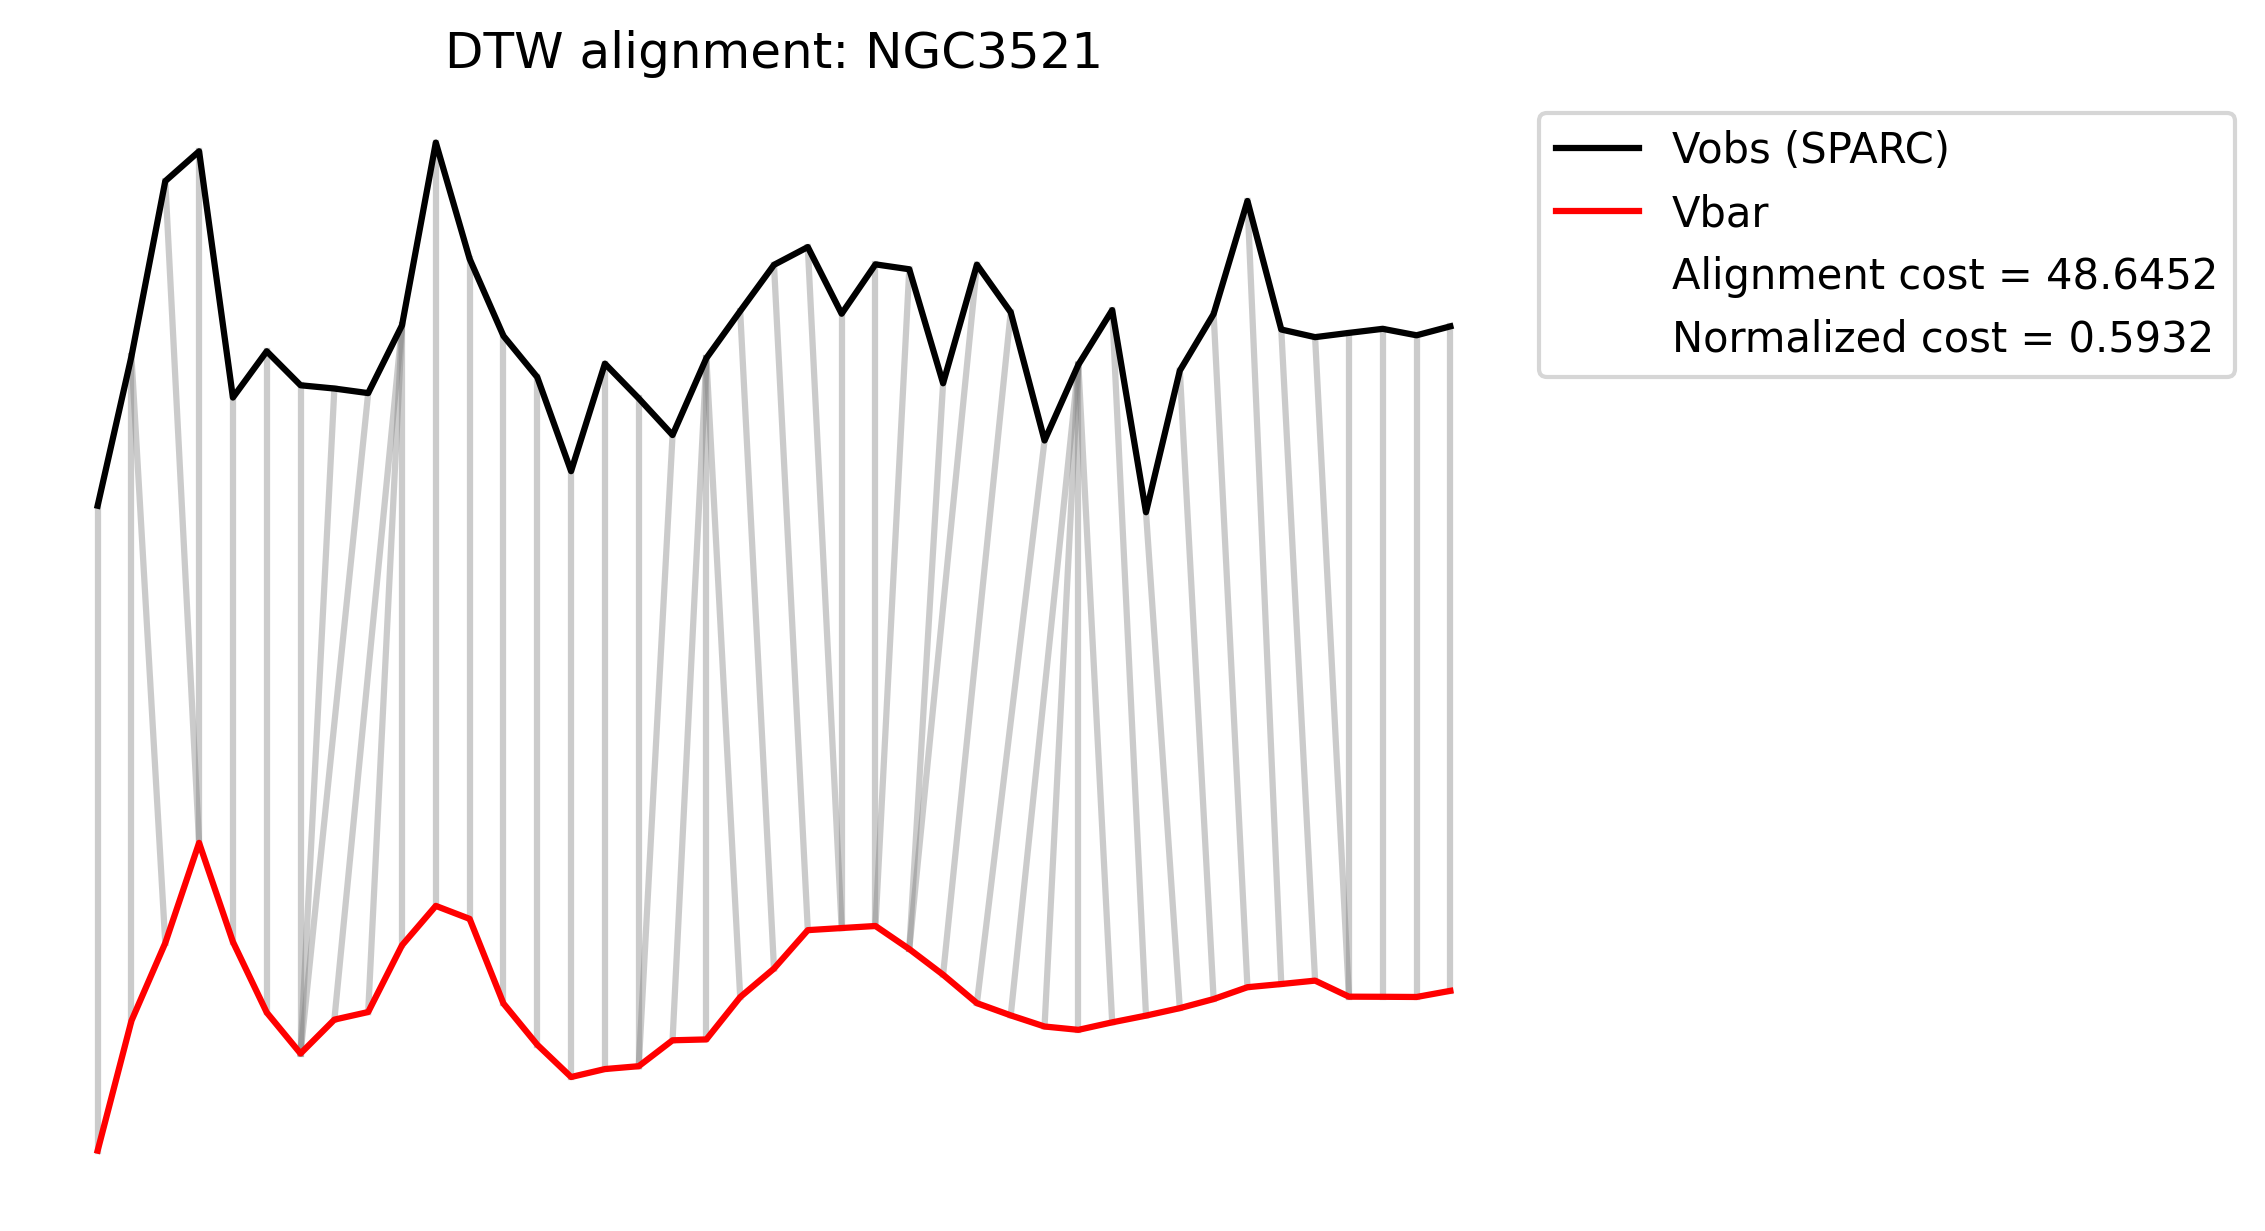 DTW alignment: NGC3521
Vobs (SPARC)
Vbar
Alignment cost = 48.6452
Normalized cost = 0.5932